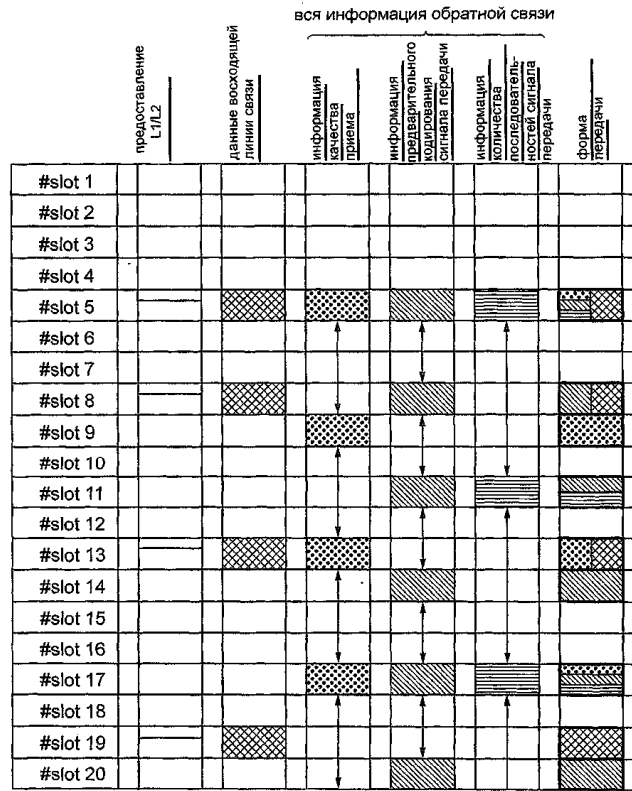 вся информация обратной связи
предоставление
L1/L2
данные восходящей
линии связи
информация
качества
приема
информация
предварительного
кодирования
сигнала передачи
информация
количества
последователь-
ностей сигнала
передачи
форма
передачи
#slot 1
#slot 2
#slot 3
#slot 4
#slot 5
#slot 6
#slot 7
#slot 8
#slot 9
#slot 10
#slot 11
#slot 12
#slot 13
#slot 14
#slot 15
#slot 16
#slot 17
#slot 18
#slot 19
#slot 20